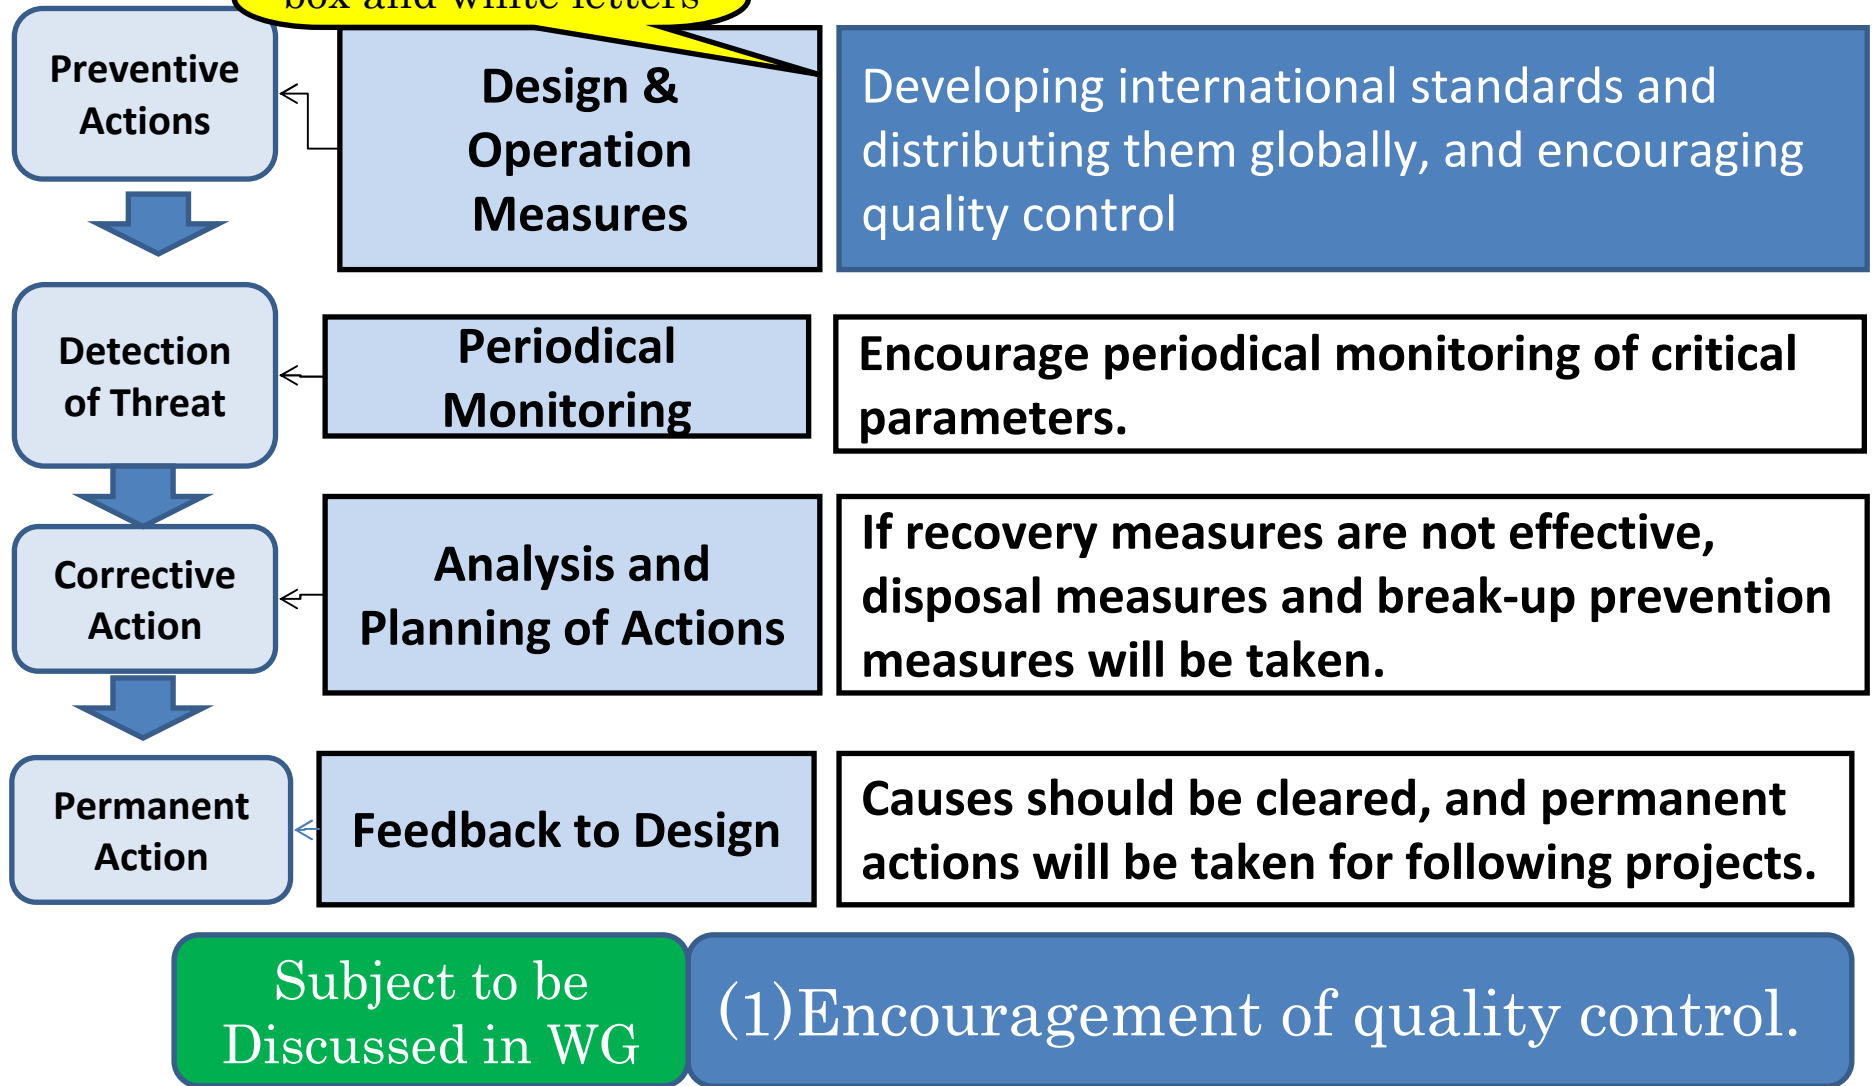 box and white letters
Preventive
Actions
Design &
Operation
Measures
Developing international standards and
distributing them globally, and encouraging
quality control
Detection
of Threat
Periodical
Monitoring
Encourage periodical monitoring of critical
parameters.
Corrective
Action
Analysis and
Planning of Actions
If recovery measures are not effective,
disposal measures and break-up prevention
measures will be taken.
Permanent
Action
Feedback to Design
Causes should be cleared, and permanent
actions will be taken for following projects.
Subject to be
Discussed in WG
(1)Encouragement of quality control.